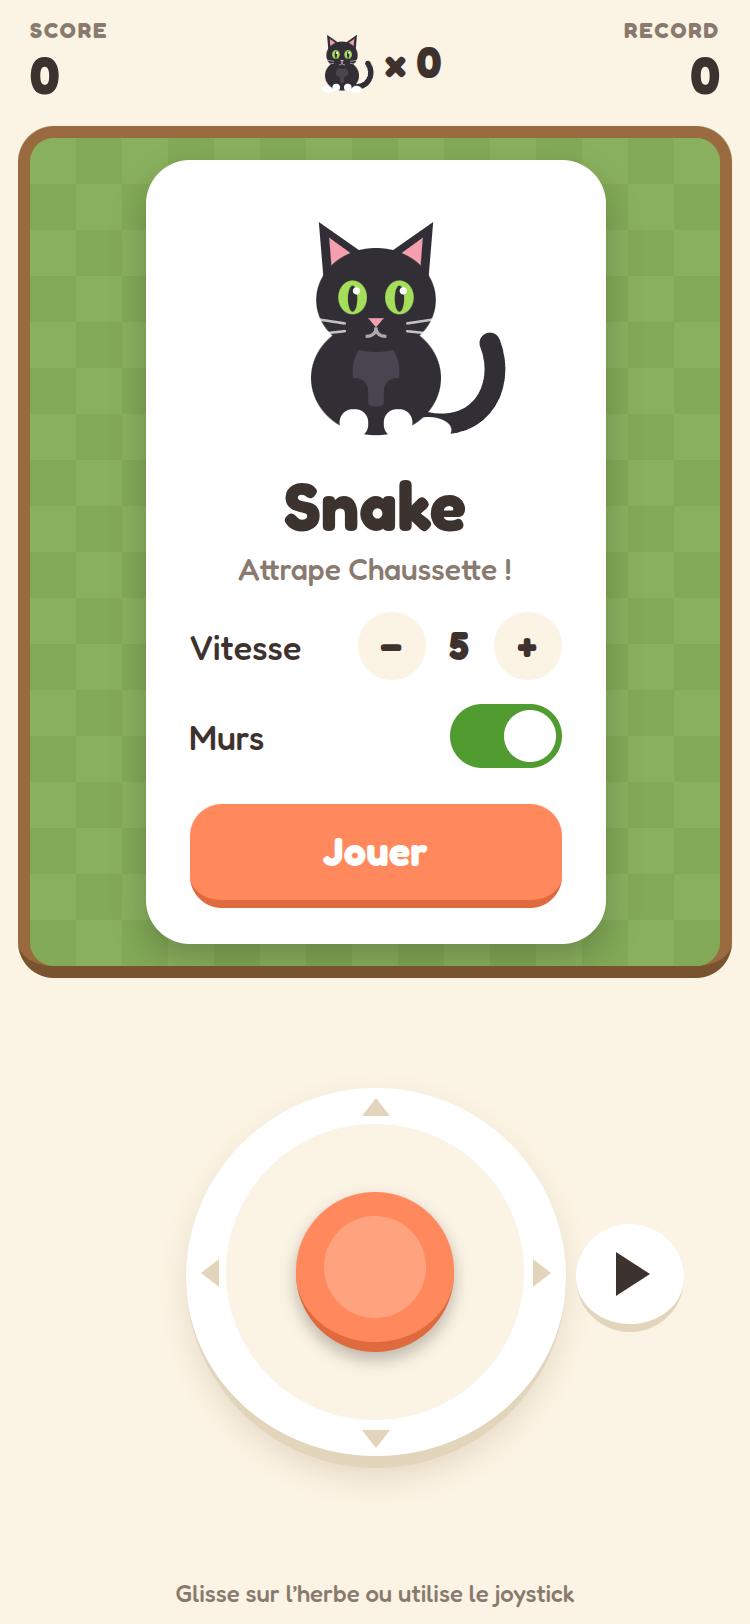 SCORE
RECORD
0
× 0
0
Snake
Attrape Chaussette !
Vitesse
− 5 +
Murs
Jouer
Glisse sur l’herbe ou utilise le joystick